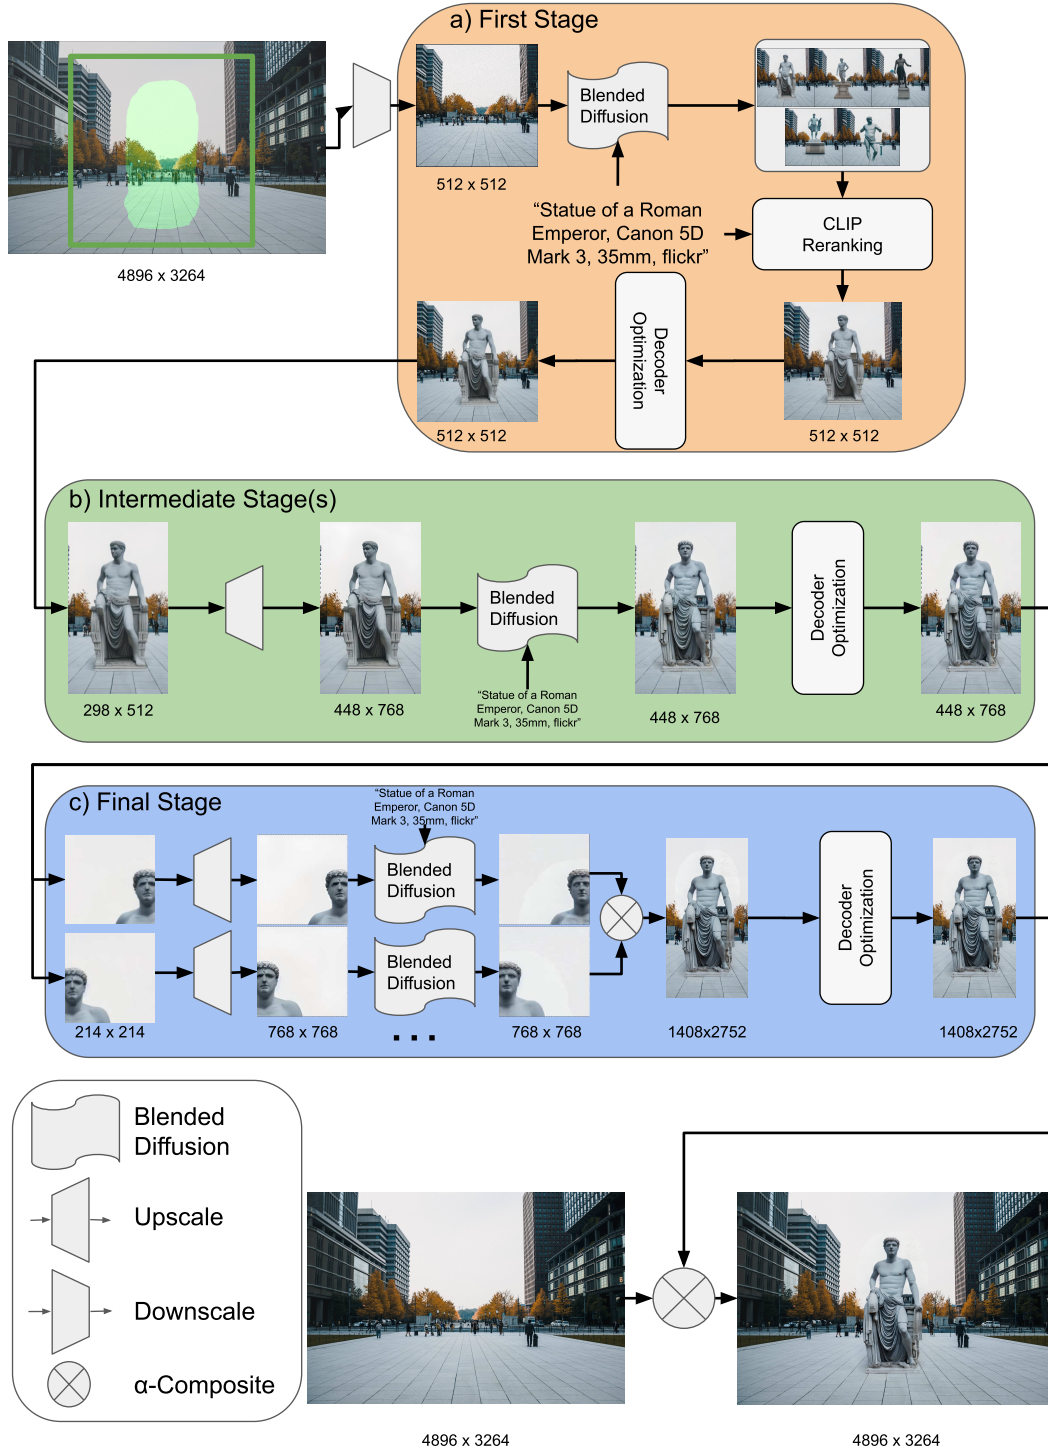 a) First Stage
4896 x 3264
512 x 512
Blended
Diffusion
“Statue of a Roman
Emperor, Canon 5D
Mark 3, 35mm, flickr”
CLIP
Reranking
512 x 512
Decoder
Optimization
512 x 512
b) Intermediate Stage(s)
298 x 512
448 x 768
Blended
Diffusion
“Statue of a Roman
Emperor, Canon 5D
Mark 3, 35mm, flickr”
448 x 768
Decoder
Optimization
448 x 768
c) Final Stage
“Statue of a Roman
Emperor, Canon 5D
Mark 3, 35mm, flickr”
Blended
Diffusion
Blended
Diffusion
214 x 214
768 x 768
. . .
768 x 768
1408x2752
Decoder
Optimization
1408x2752
Blended
Diffusion
Upscale
Downscale
α-Composite
4896 x 3264
4896 x 3264